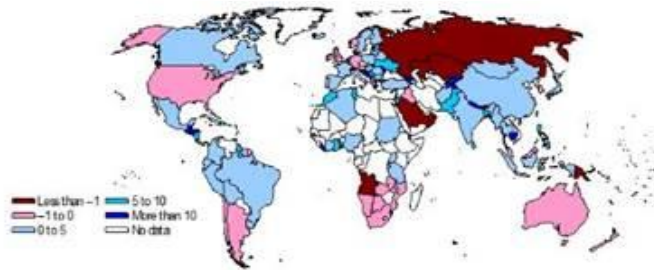 Less than –1
–1 to 0
0 to 5
5 to 10
More than 10
No data